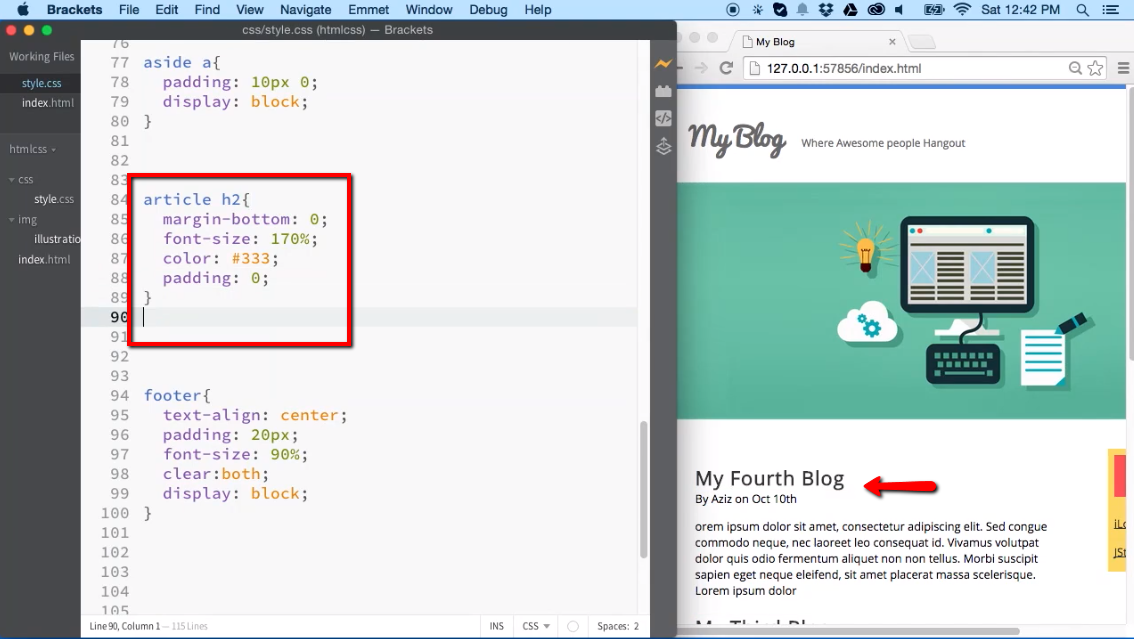 Brackets File Edit Find View Navigate Emmet Window Debug Help Sat 12:42 PM
css/style.css (htmlcss) — Brackets
Working Files
style.css
index.html
htmlcss
css
style.css
img
illustratio
index.html
76
77 aside a{
78 padding: 10px 0;
79 display: block;
80 }
81
82
83
84 article h2{
85 margin-bottom: 0;
86 font-size: 170%;
87 color: #333;
88 padding: 0;
89 }
90
91
92
93
94 footer{
95 text-align: center;
96 padding: 20px;
97 font-size: 90%;
98 clear:both;
99 display: block;
100 }
101
102
103
104
105
Line 90, Column 1 — 115 Lines
INS CSS Spaces: 2
My Blog
127.0.0.1:57856/index.html
My Blog Where Awesome people Hangout
My Fourth Blog
By Aziz on Oct 10th
orem ipsum dolor sit amet, consectetur adipiscing elit. Sed congue
commodo neque, nec laoreet leo consequat id. Vivamus volutpat
dolor quis odio fermentum aliquet non non tellus. Morbi suscipit
sapien eget neque eleifend, sit amet placerat massa scelerisque.
Lorem ipsum dolor
My Third Blog
iLo
JSt